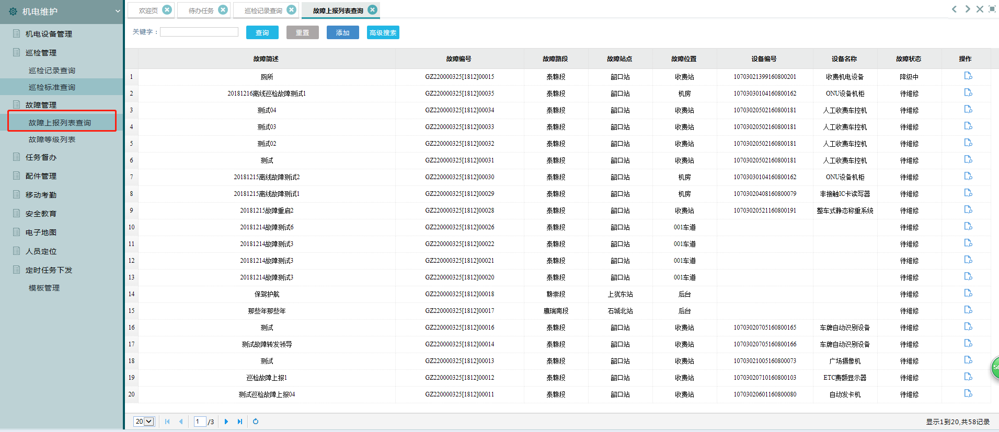 机电维护
机电设备管理
巡检管理
巡检记录查询
巡检标准查询
故障管理
故障上报列表查询
故障等级列表
任务督办
配件管理
移动考勤
安全教育
电子地图
人员定位
定时任务下发
模板管理
欢迎页 待办任务 巡检记录查询 故障上报列表查询
关键字： 查询 重置 添加 高级搜索
故障简述 故障编号 故障路段 故障站点 故障位置 设备编号 设备名称 故障状态 操作
1 厕所 GZ220000325[1812]00015 泰赣段 韶口站 收费站 10703021399160800201 收费机电设备 降级中
2 20181216离线巡检故障测试1 GZ220000325[1812]00035 泰赣段 韶口站 机房 10703030104160800162 ONU设备机柜 待维修
3 测试04 GZ220000325[1812]00034 泰赣段 韶口站 收费站 10703020502160800181 人工收费车控机 待维修
4 测试03 GZ220000325[1812]00033 泰赣段 韶口站 收费站 10703020502160800181 人工收费车控机 待维修
5 测试02 GZ220000325[1812]00032 泰赣段 韶口站 收费站 10703020502160800181 人工收费车控机 待维修
6 测试 GZ220000325[1812]00031 泰赣段 韶口站 收费站 10703020502160800181 人工收费车控机 待维修
7 20181215离线故障测试2 GZ220000325[1812]00030 泰赣段 韶口站 机房 10703030104160800162 ONU设备机柜 待维修
8 20181215离线故障测试1 GZ220000325[1812]00029 泰赣段 韶口站 机房 10703020408160800079 非接触IC卡读写器 待维修
9 20181215故障重启2 GZ220000325[1812]00028 泰赣段 韶口站 收费站 10703020521160800191 整车式静态称重系统 待维修
10 20181214故障测试6 GZ220000325[1812]00026 泰赣段 韶口站 001车道 待维修
11 20181214故障测试3 GZ220000325[1812]00022 泰赣段 韶口站 001车道 待维修
12 20181214故障测试3 GZ220000325[1812]00021 泰赣段 韶口站 001车道 待维修
13 20181214故障测试3 GZ220000325[1812]00020 泰赣段 韶口站 001车道 待维修
14 保驾护航 GZ220000325[1812]00018 赣崇段 上犹东站 后台 待维修
15 那些年那些年 GZ220000325[1812]00017 鹰瑞南段 石城北站 后台 待维修
16 测试 GZ220000325[1812]00016 泰赣段 韶口站 收费站 10703020705160800165 车牌自动识别设备 待维修
17 测试故障转发领导 GZ220000325[1812]00014 泰赣段 韶口站 收费站 10703020705160800166 车牌自动识别设备 待维修
18 测试 GZ220000325[1812]00013 泰赣段 韶口站 收费站 10703021005160800073 广场摄像机 待维修
19 巡检故障上报1 GZ220000325[1812]00012 泰赣段 韶口站 收费站 10703020710160800103 ETC费额显示器 待维修
20 测试巡检故障上报04 GZ220000325[1812]00011 泰赣段 韶口站 收费站 10703020601160800080 自动发卡机 待维修
20 1 /3 显示1到20,共58记录